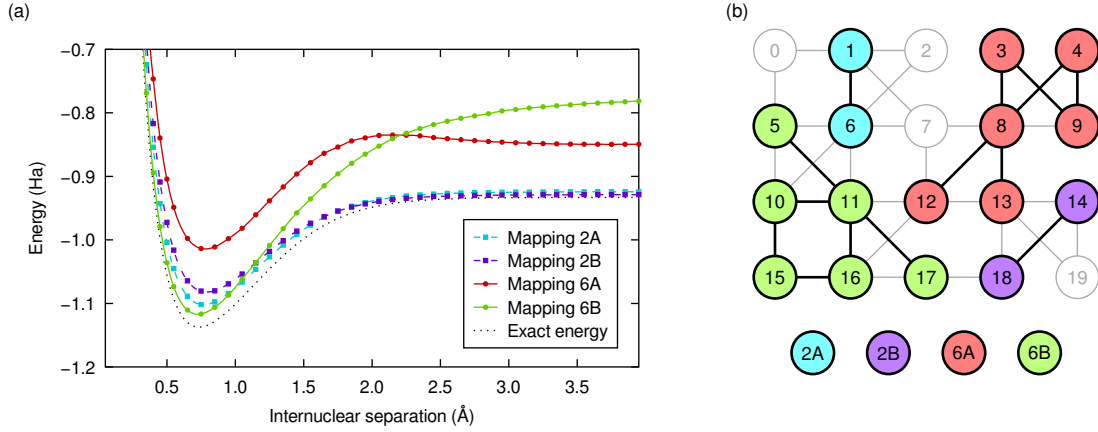 (a)
Energy (Ha)
−0.7
−0.8
−0.9
−1.0
−1.1
−1.2
0.5 1.0 1.5 2.0 2.5 3.0 3.5
Internuclear separation (Å)
Mapping 2A
Mapping 2B
Mapping 6A
Mapping 6B
Exact energy
(b)
0 1 2 3 4
5 6 7 8 9
10 11 12 13 14
15 16 17 18 19
2A 2B 6A 6B